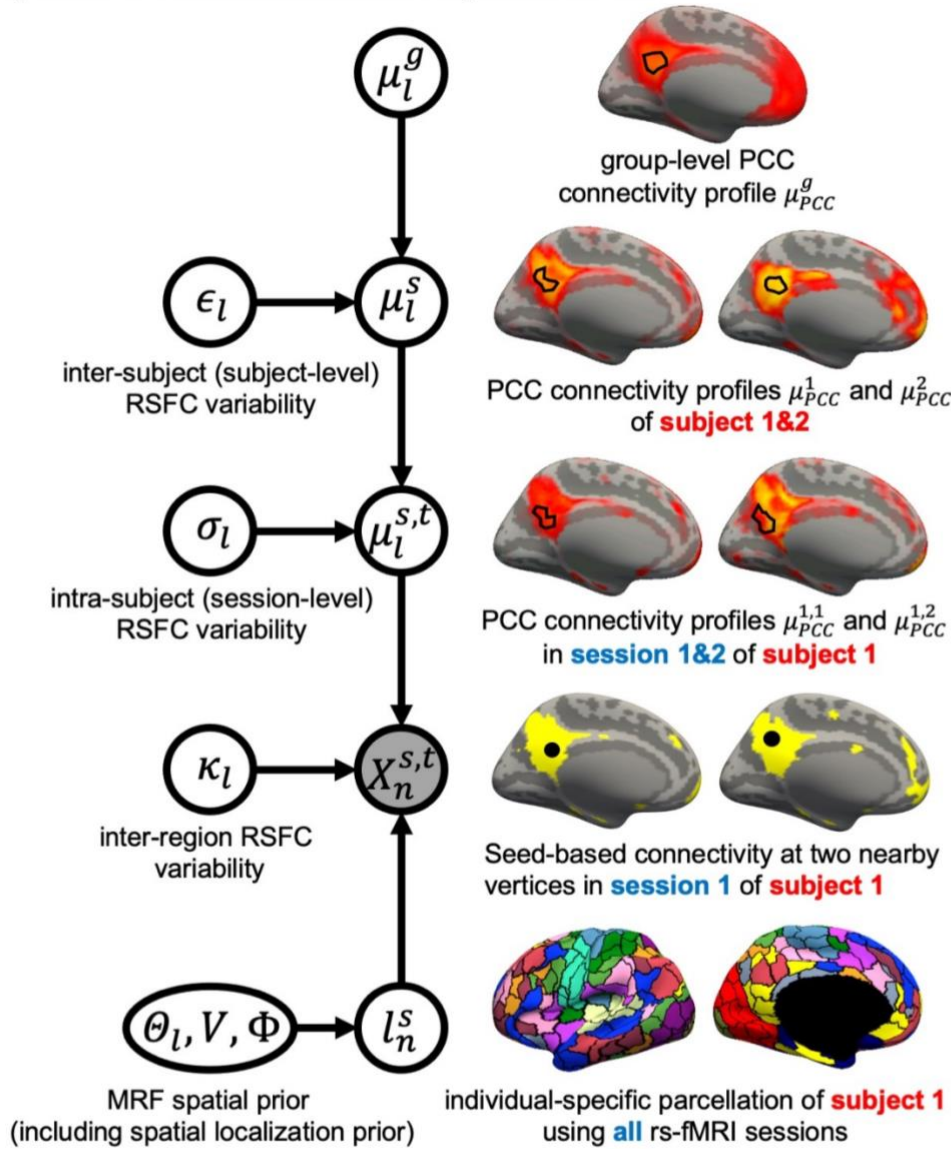 μ_l^g
group-level PCC
connectivity profile μ_PCC^g
ϵ_l
μ_l^s
inter-subject (subject-level)
RSFC variability
PCC connectivity profiles μ_PCC^1 and μ_PCC^2
of subject 1&2
σ_l
μ_l^{s,t}
intra-subject (session-level)
RSFC variability
PCC connectivity profiles μ_PCC^{1,1} and μ_PCC^{1,2}
in session 1&2 of subject 1
κ_l
X_n^{s,t}
inter-region RSFC
variability
Seed-based connectivity at two nearby
vertices in session 1 of subject 1
Θ_l, V, Φ
l_n^s
MRF spatial prior
(including spatial localization prior)
individual-specific parcellation of subject 1
using all rs-fMRI sessions